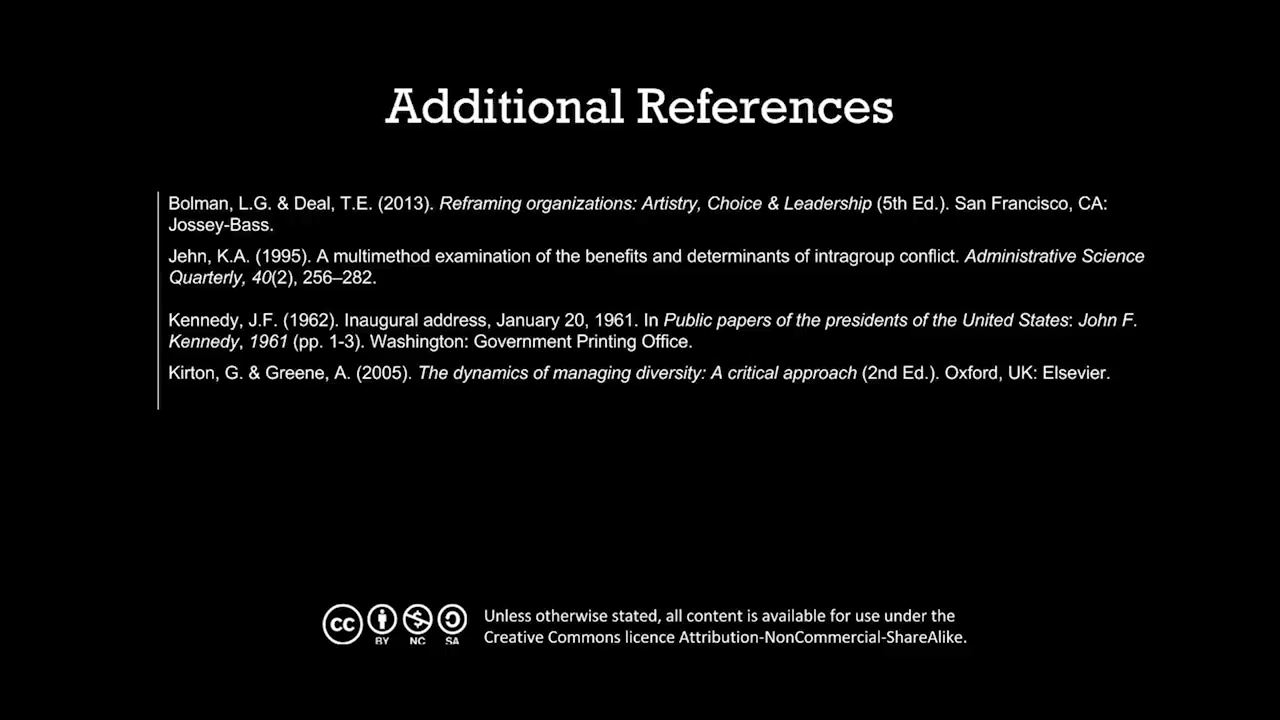 Additional References
Bolman, L.G. & Deal, T.E. (2013). Reframing organizations: Artistry, Choice & Leadership (5th Ed.). San Francisco, CA:
Jossey-Bass.
Jehn, K.A. (1995). A multimethod examination of the benefits and determinants of intragroup conflict. Administrative Science
Quarterly, 40(2), 256–282.
Kennedy, J.F. (1962). Inaugural address, January 20, 1961. In Public papers of the presidents of the United States: John F.
Kennedy, 1961 (pp. 1-3). Washington: Government Printing Office.
Kirton, G. & Greene, A. (2005). The dynamics of managing diversity: A critical approach (2nd Ed.). Oxford, UK: Elsevier.
cc BY NC SA
Unless otherwise stated, all content is available for use under the
Creative Commons licence Attribution-NonCommercial-ShareAlike.